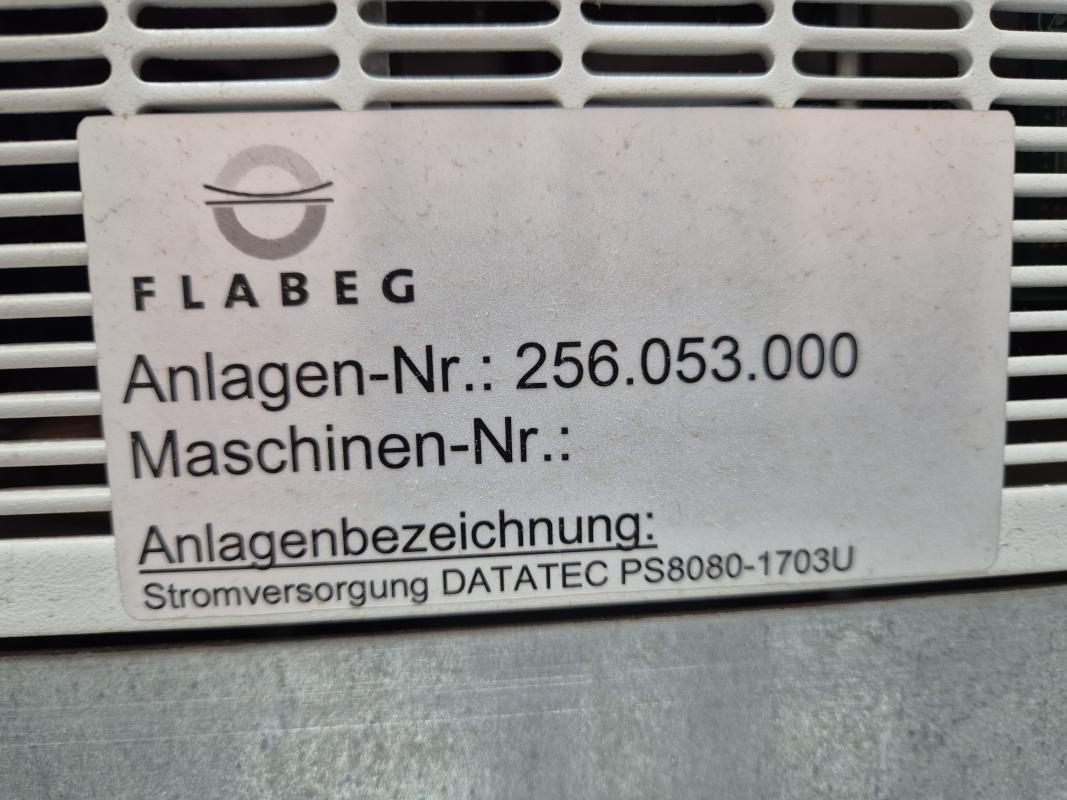 FLABEG
Anlagen-Nr.: 256.053.000
Maschinen-Nr.:
Anlagenbezeichnung:
Stromversorgung DATATEC PS8080-1703U